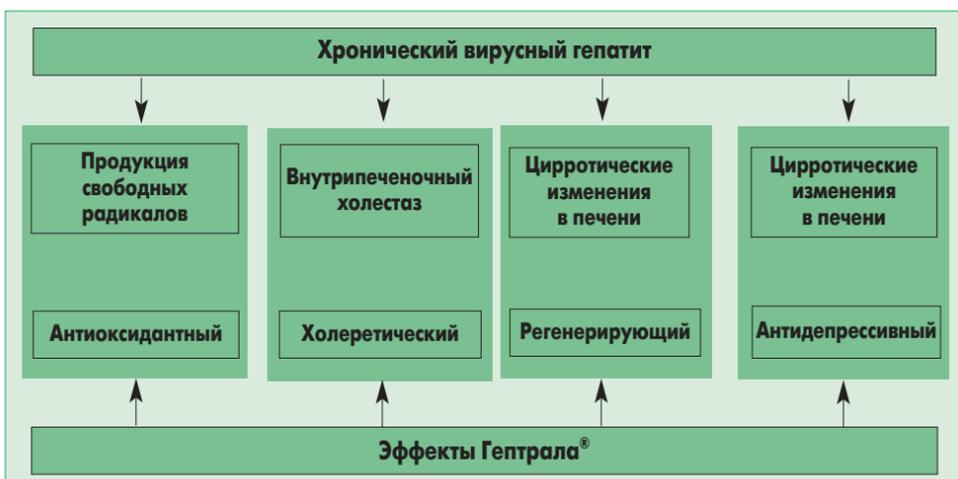 Хронический вирусный гепатит
Продукция
свободных
радикалов
Внутрипеченочный
холестаз
Цирротические
изменения
в печени
Цирротические
изменения
в печени
Антиоксидантный
Холеретический
Регенерирующий
Антидепрессивный
Эффекты Гептрала®